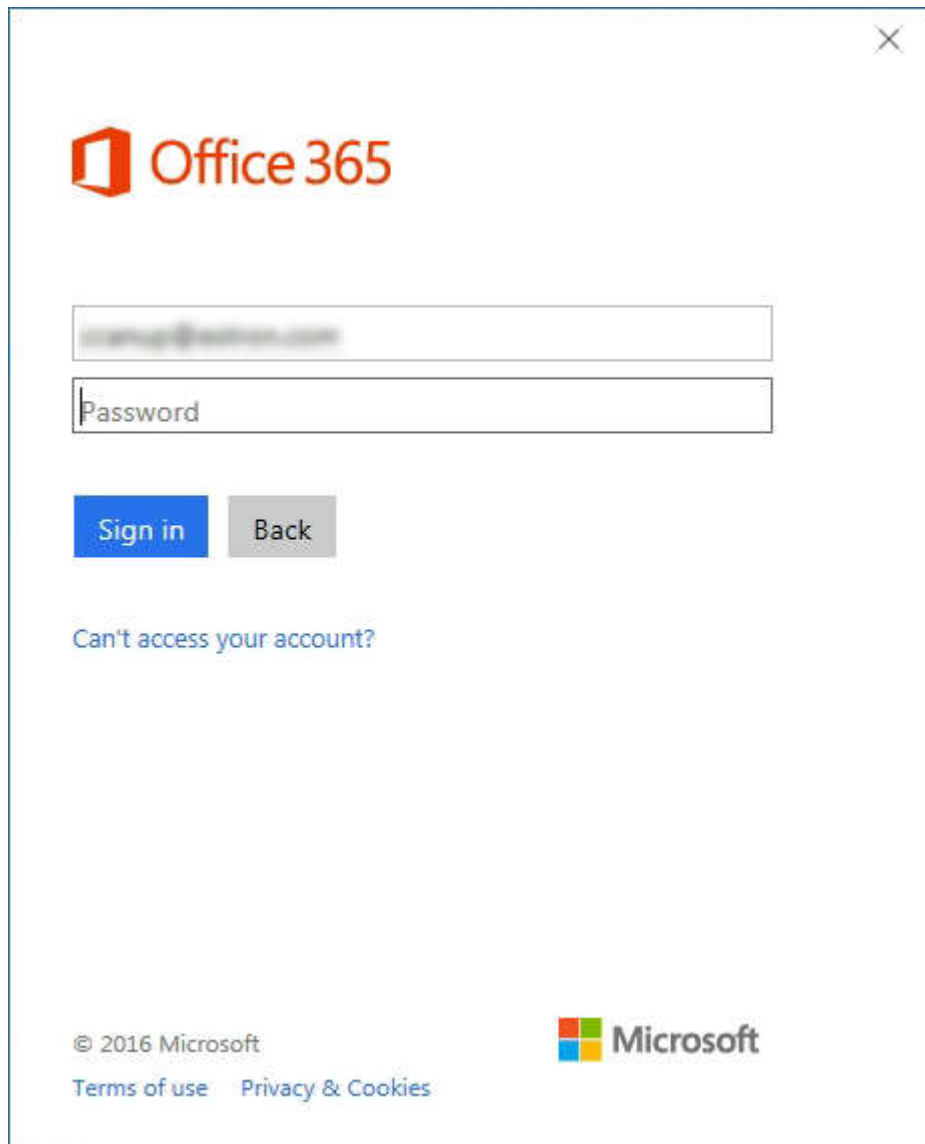 Office 365
Password
Sign in Back
Can't access your account?
© 2016 Microsoft
Microsoft
Terms of use Privacy & Cookies